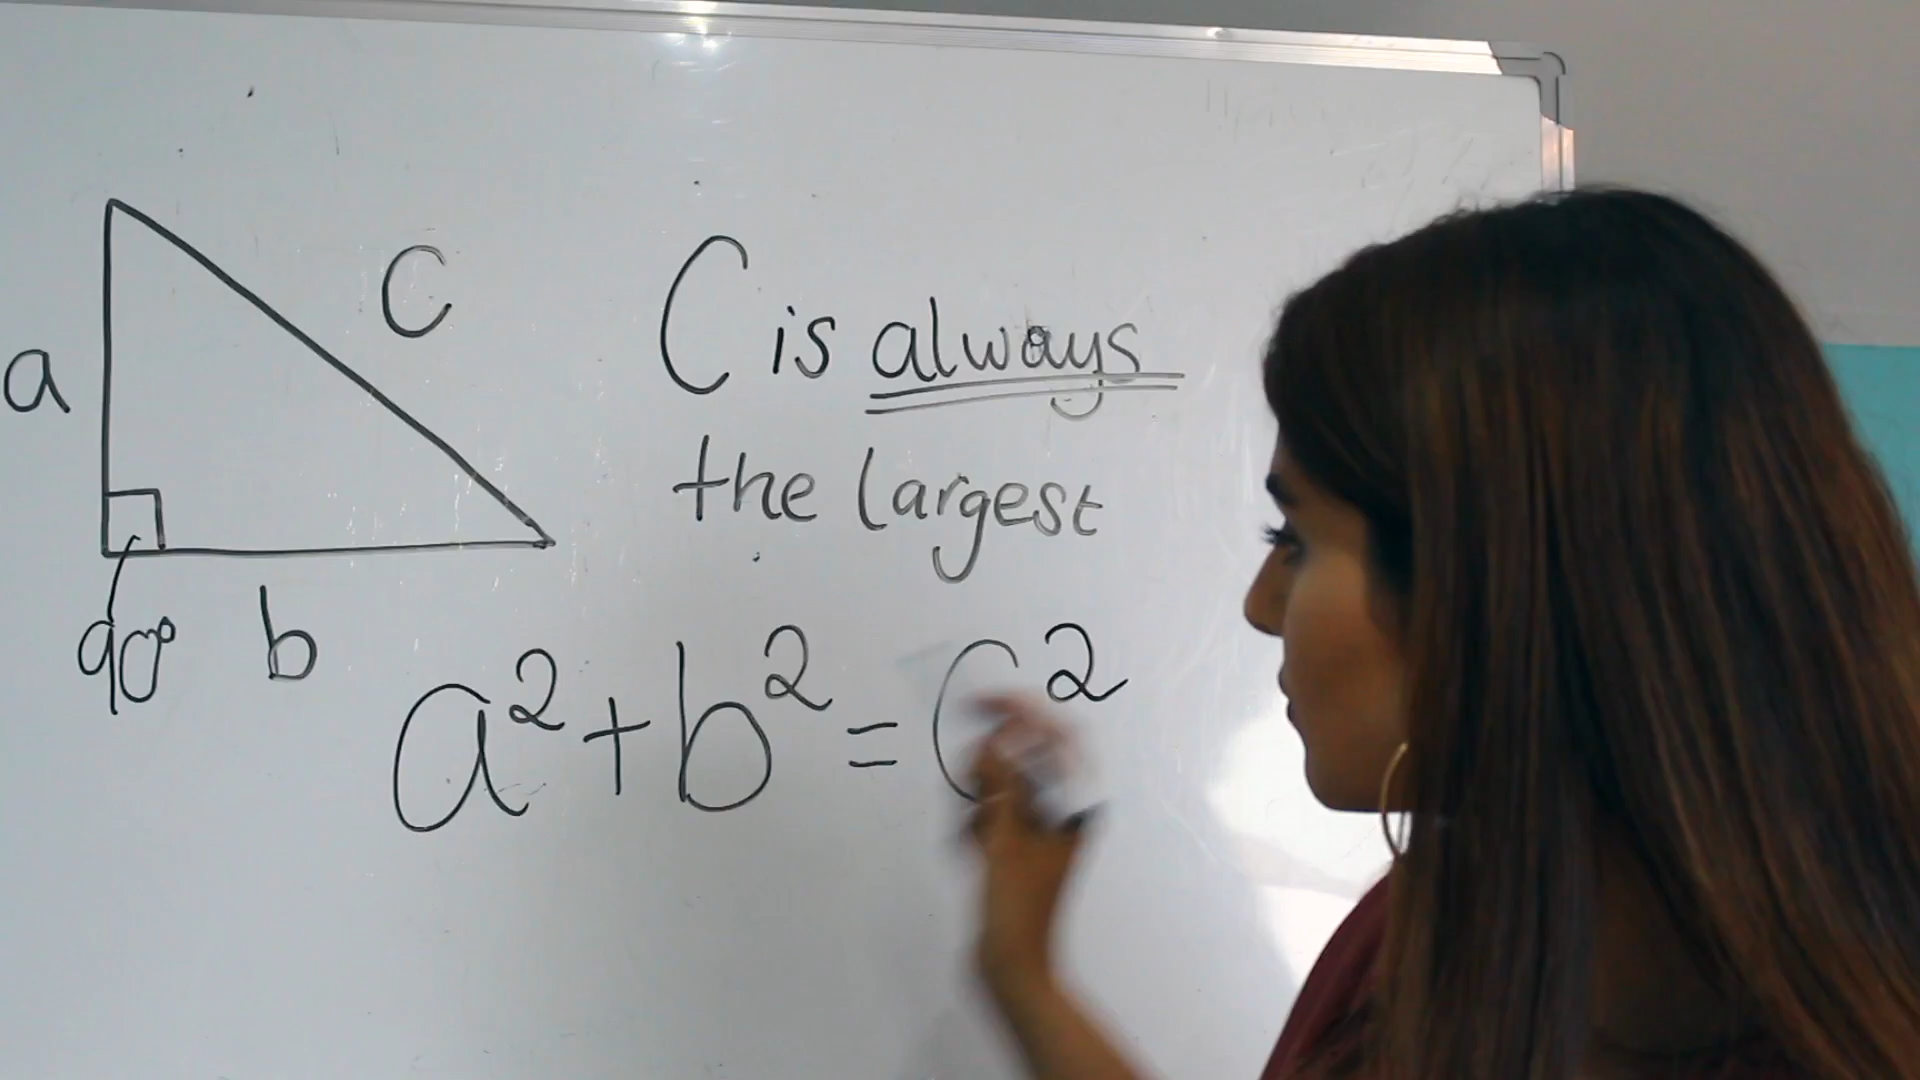 a
C
C is always
the largest
90°
b
a² + b² = C²